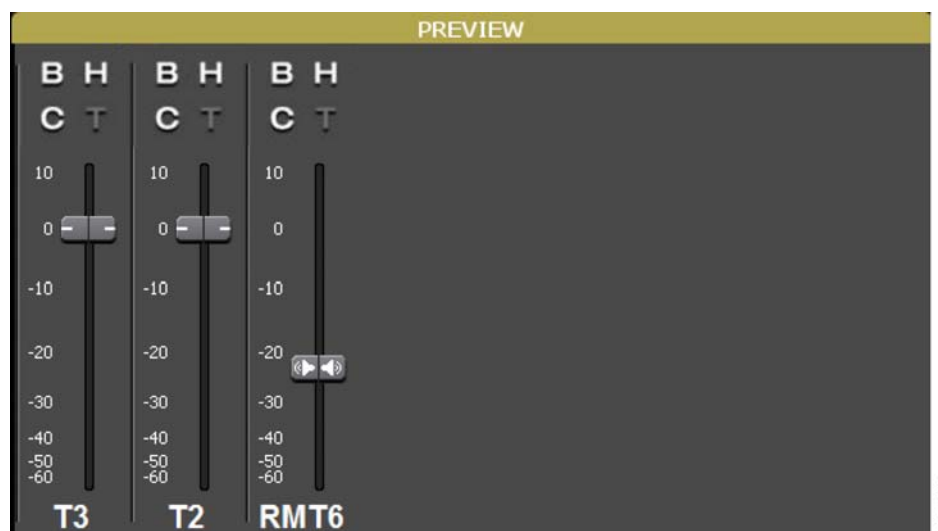 PREVIEW
B H B H B H
C T C T C T
10 10 10
0 0 0
-10 -10 -10
-20 -20 -20
-30 -30 -30
-40 -40 -40
-50 -50 -50
-60 -60 -60
T3 T2 RMT6